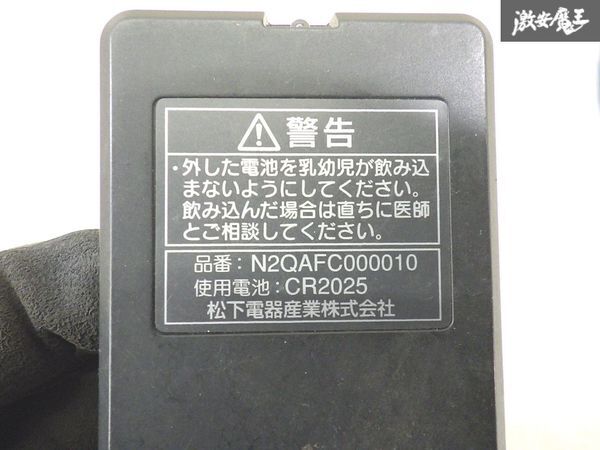 激安魔王
警告
・外した電池を乳幼児が飲み込
まないようにしてください。
飲み込んだ場合は直ちに医師
とご相談してください。
品番：N2QAFC000010
使用電池：CR2025
松下電器産業株式会社